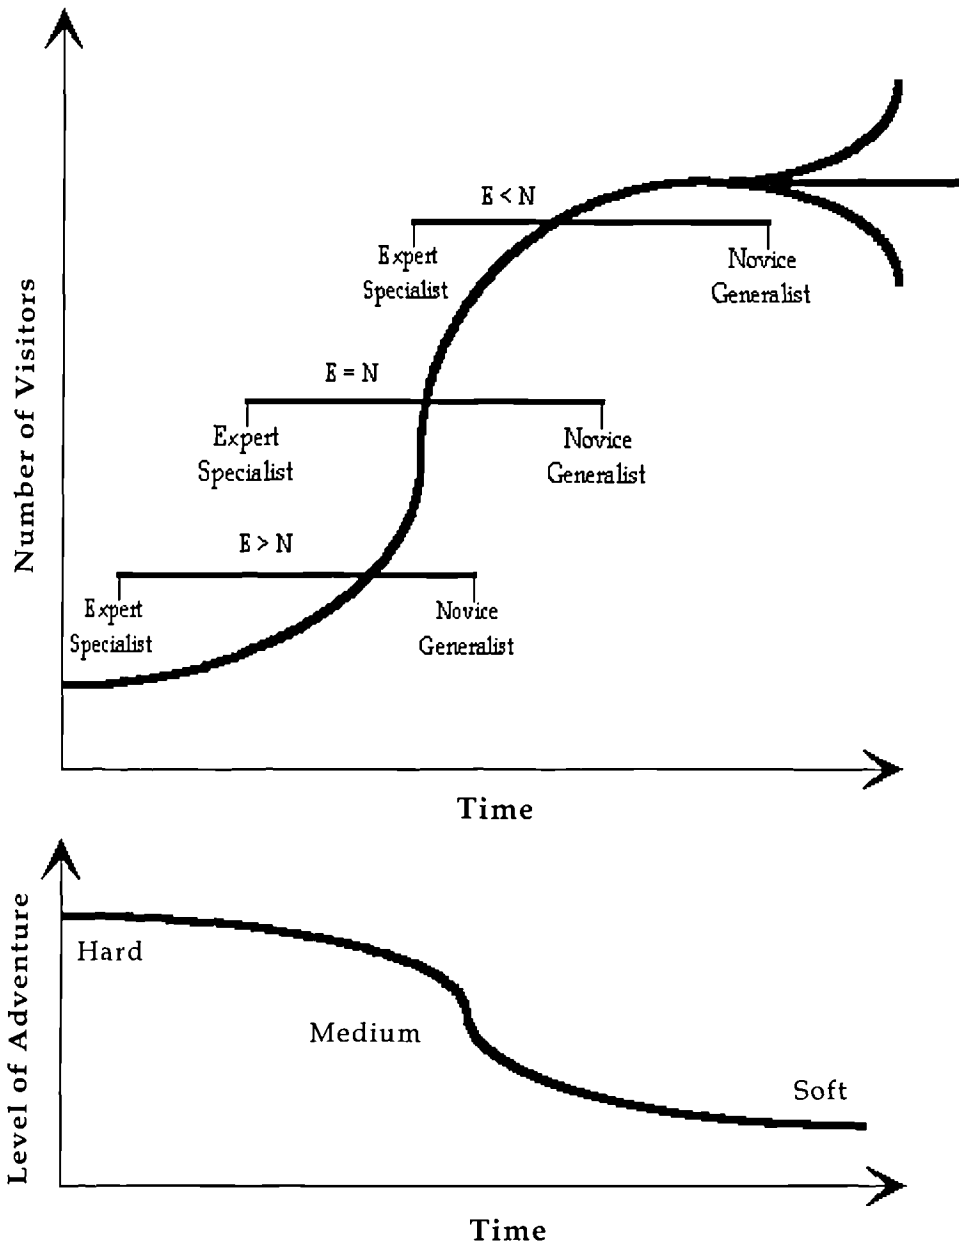 Number of Visitors
E < N
Expert
Specialist
Novice
Generalist
E = N
Expert
Specialist
Novice
Generalist
E > N
Expert
Specialist
Novice
Generalist
Time
Level of Adventure
Hard
Medium
Soft
Time